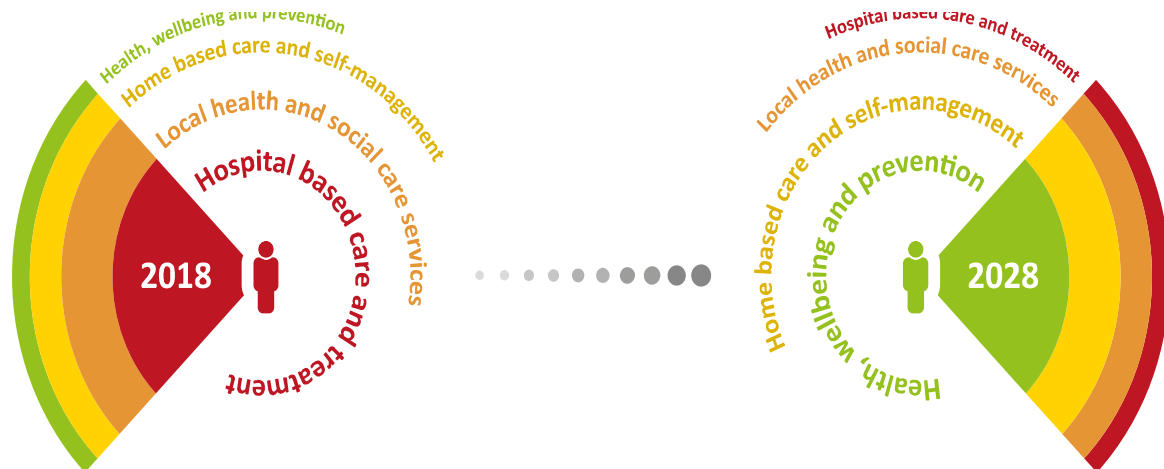 Health, wellbeing and prevention
Home based care and self-management
Local health and social care services
Hospital based care and treatment
2018
Hospital based care and treatment
Local health and social care services
Home based care and self-management
Health, wellbeing and prevention
2028